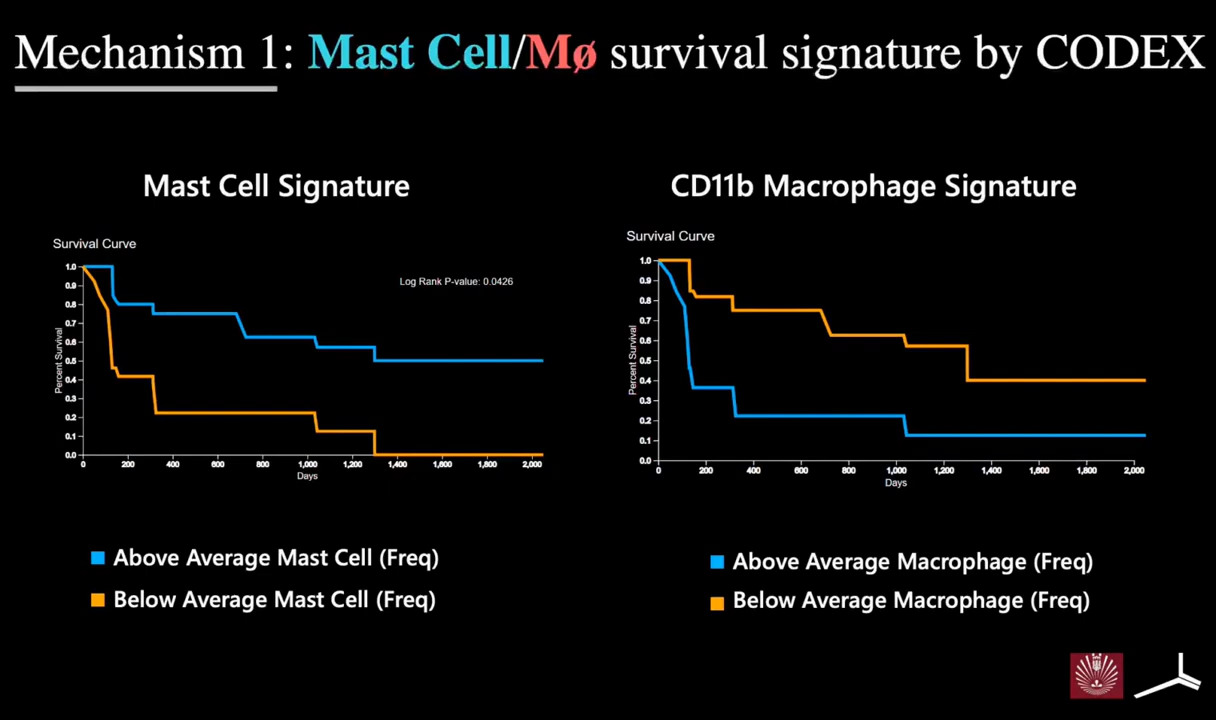 Mechanism 1: Mast Cell/Mø survival signature by CODEX
Mast Cell Signature
Survival Curve
Log Rank P-value: 0.0426
1.0
0.9
0.8
0.7
0.6
0.5
0.4
0.3
0.2
0.1
0.0
Percent Survival
0 200 400 600 800 1,000 1,200 1,400 1,600 1,800 2,000
Days
Above Average Mast Cell (Freq)
Below Average Mast Cell (Freq)
CD11b Macrophage Signature
Survival Curve
1.0
0.9
0.8
0.7
0.6
0.5
0.4
0.3
0.2
0.1
0.0
Percent Survival
0 200 400 600 800 1,000 1,200 1,400 1,600 1,800 2,000
Days
Above Average Macrophage (Freq)
Below Average Macrophage (Freq)